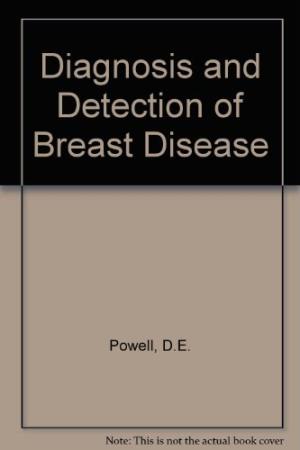 Diagnosis and
Detection of
Breast Disease
Powell, D.E.
Note: This is not the actual book cover